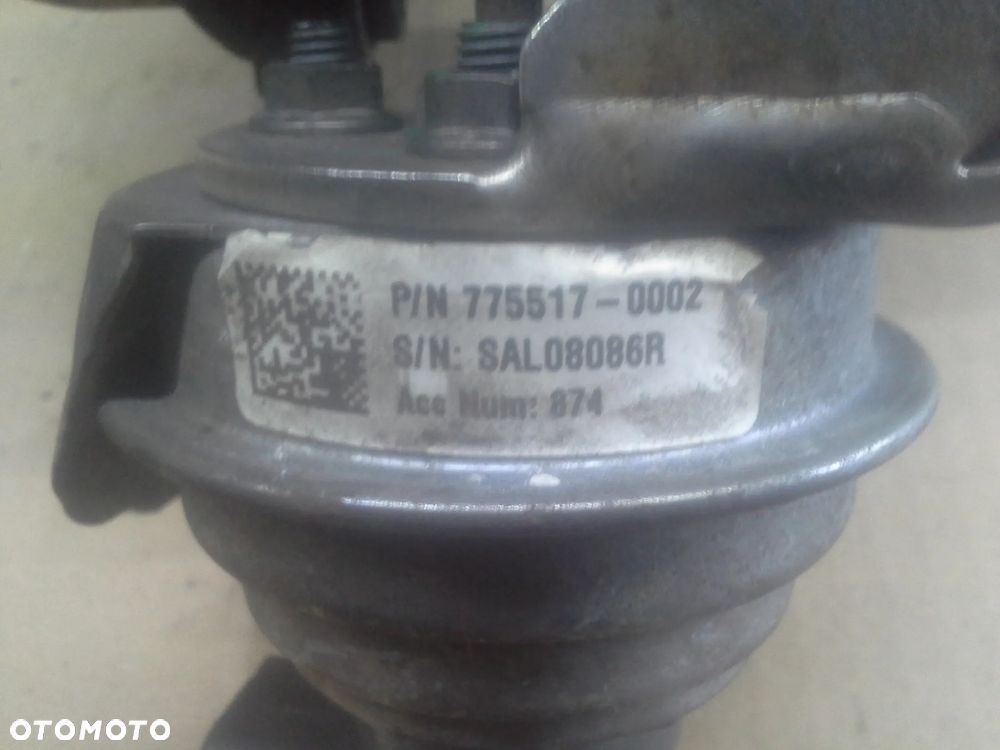 P/N 775517-0002
S/N: SAL08086R
Acc Num: 874
OTOMOTO